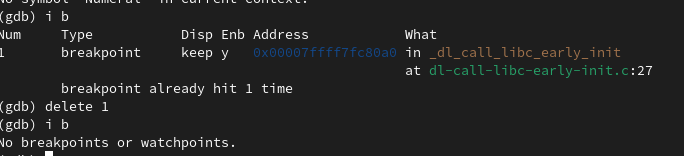 No symbol "Numeral" in current context.
(gdb) i b
Num     Type           Disp Enb Address            What
1       breakpoint     keep y   0x00007ffff7fc80a0 in _dl_call_libc_early_init
                                                   at dl-call-libc-early-init.c:27
        breakpoint already hit 1 time
(gdb) delete 1
(gdb) i b
No breakpoints or watchpoints.
(gdb)